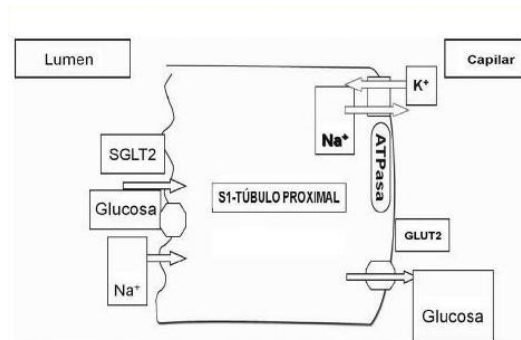 Lumen
Capilar
K+
Na+
ATPasa
SGLT2
Glucosa
S1-TÚBULO PROXIMAL
GLUT2
Na+
Glucosa